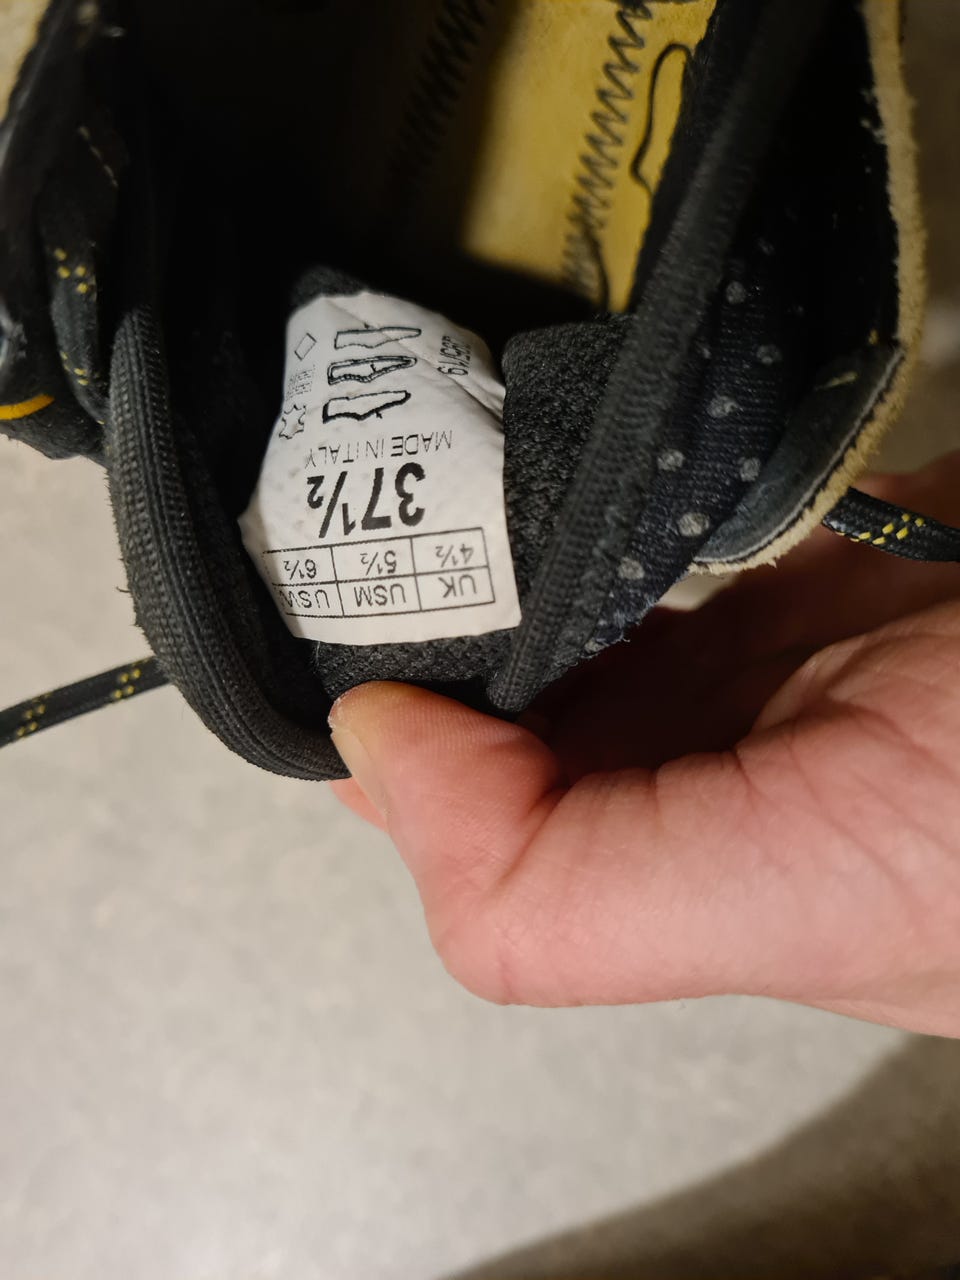 UK USM USW
4½ 5½ 6½
37½
MADE IN ITALY